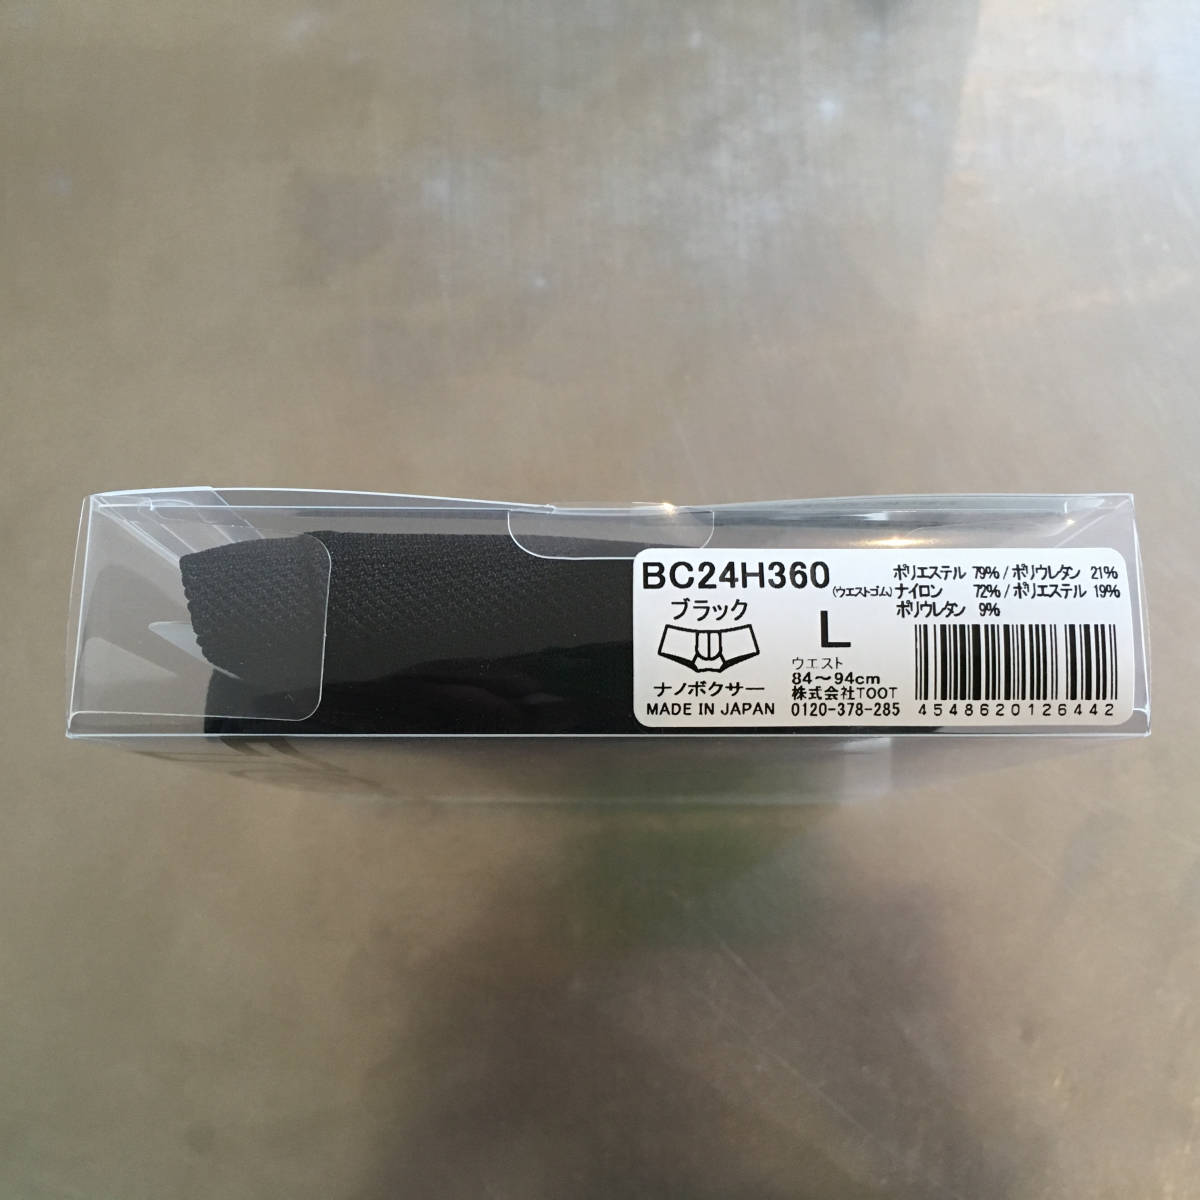 BC24H360
ポリエステル 79% / ポリウレタン 21%
(ウエストゴム) ナイロン 72% / ポリエステル 19%
ポリウレタン 9%
ブラック
L
ウエスト
84〜94cm
ナノボクサー
株式会社TOOT
MADE IN JAPAN
0120-378-285
4548620126442